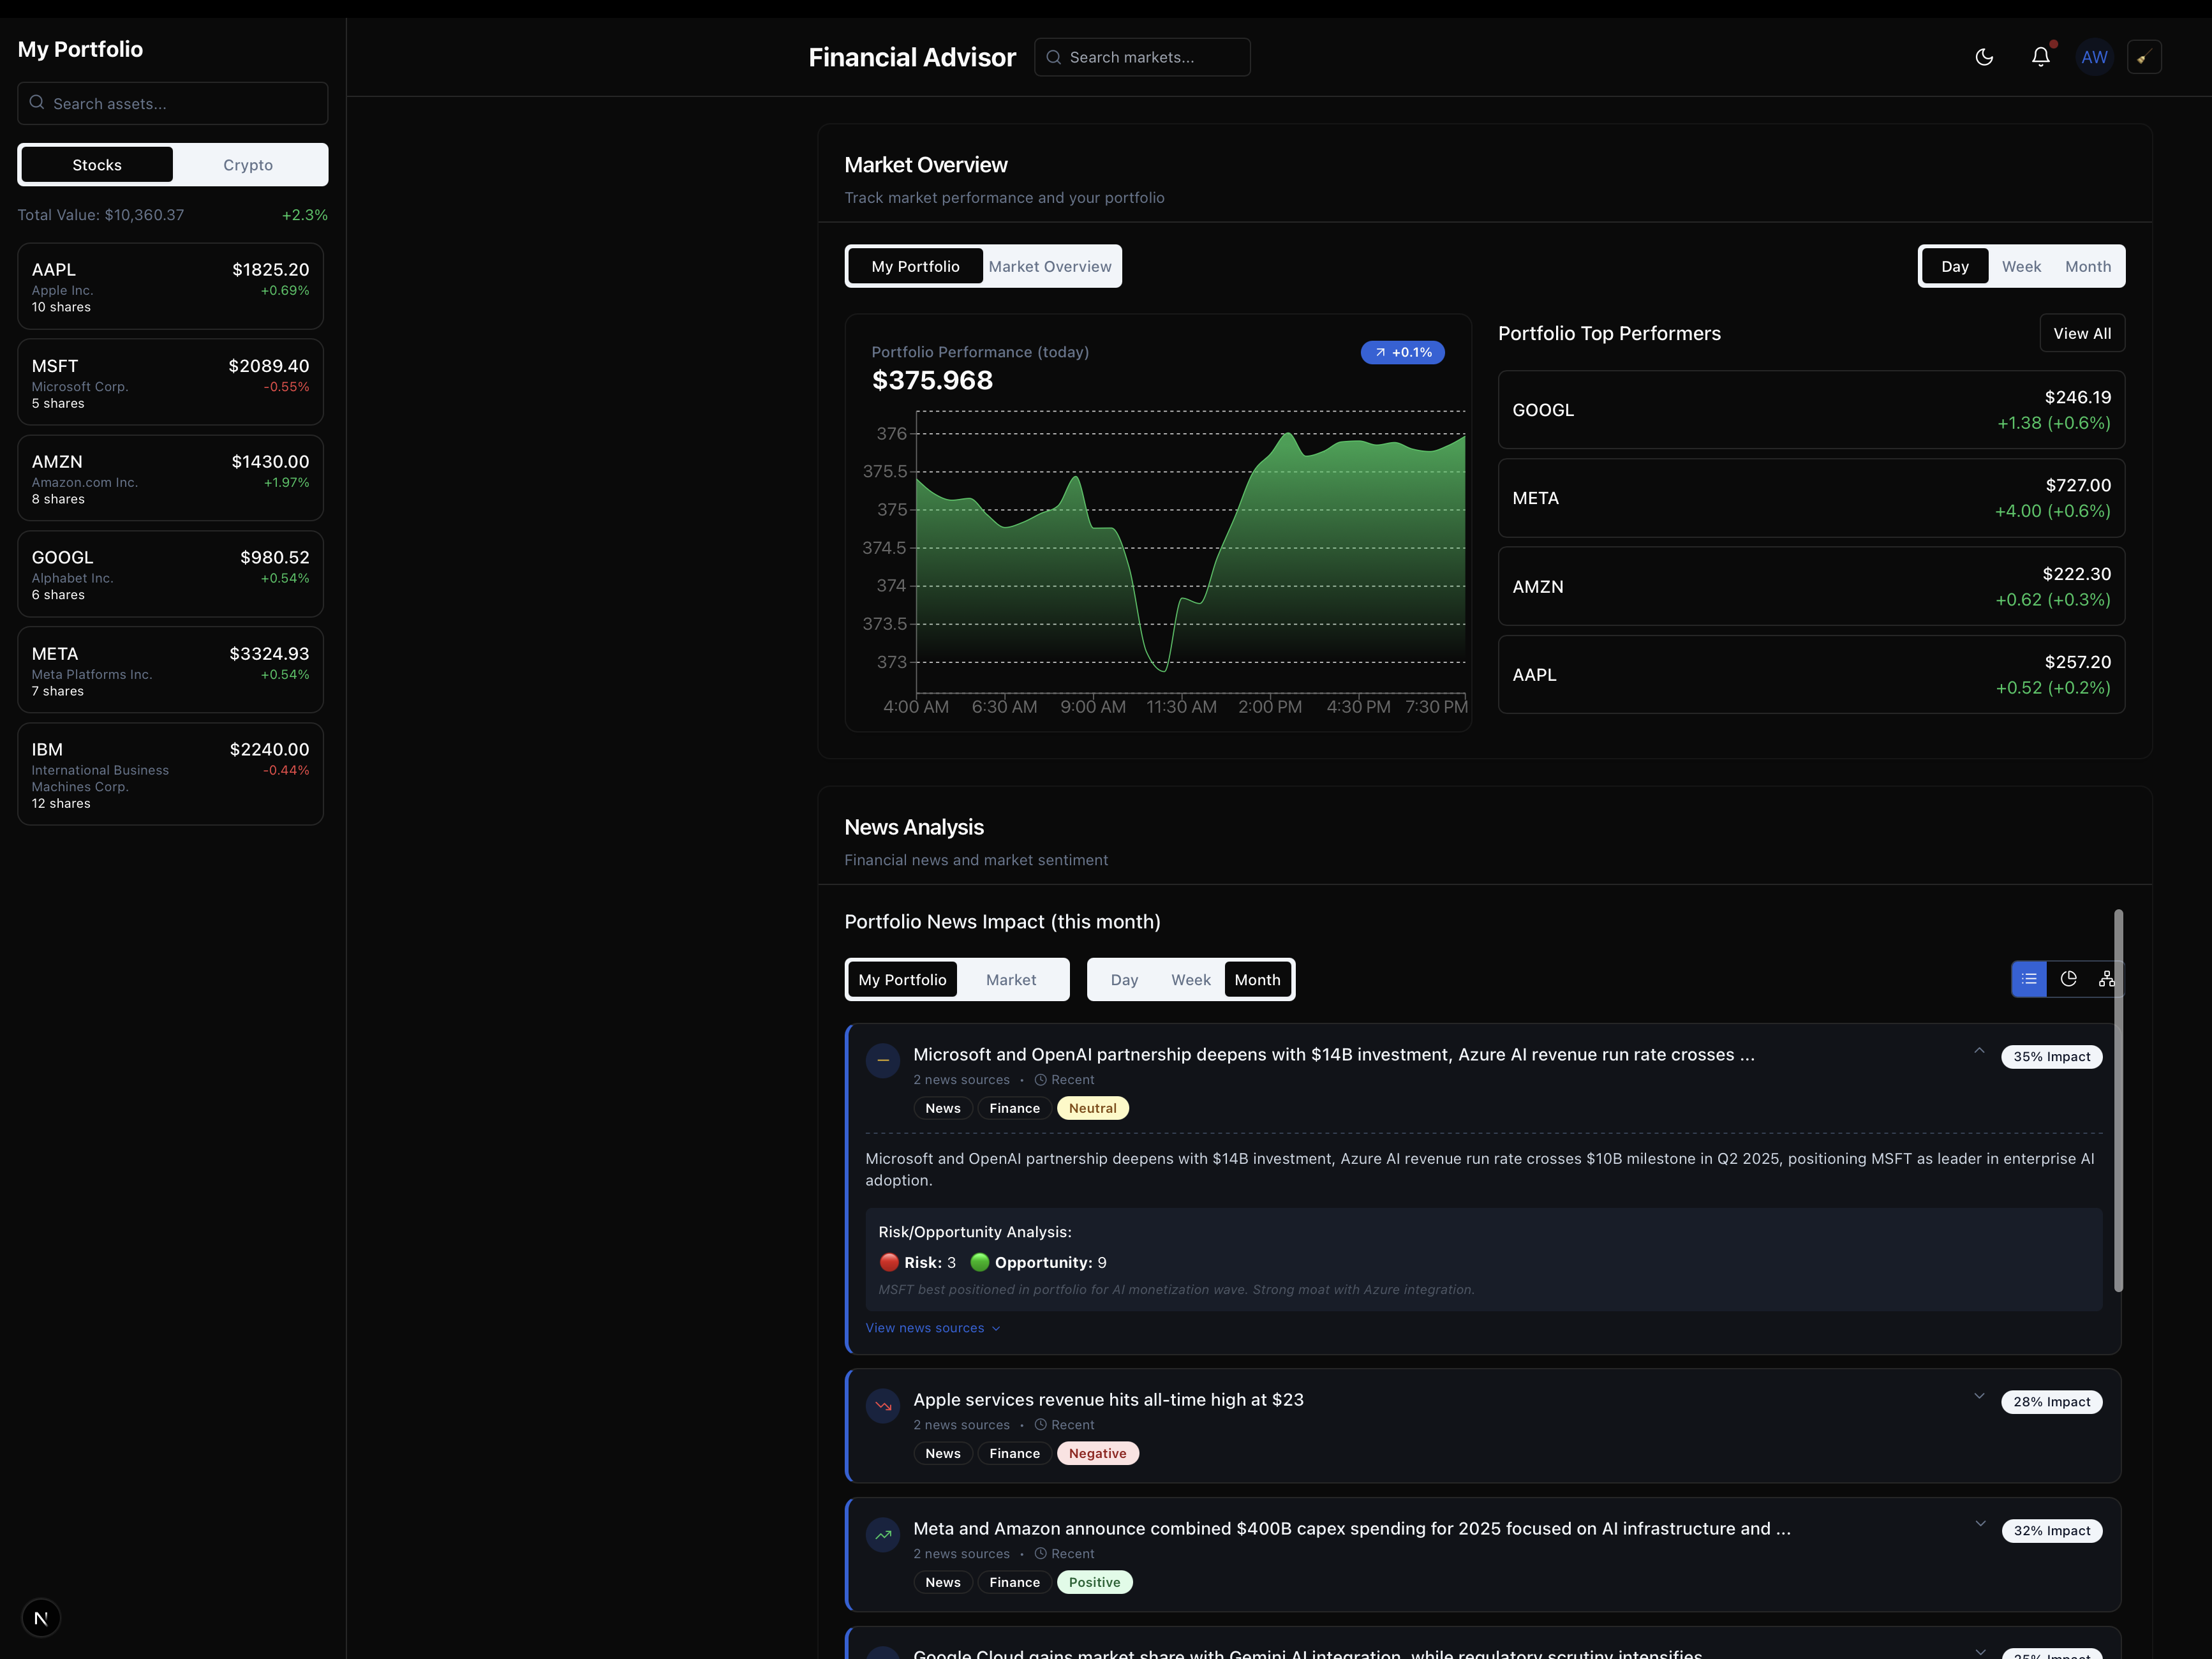 My Portfolio
Search assets...
Stocks
Crypto
Total Value: $10,360.37
+2.3%
AAPL
$1825.20
Apple Inc.
+0.69%
10 shares
MSFT
$2089.40
Microsoft Corp.
-0.55%
5 shares
AMZN
$1430.00
Amazon.com Inc.
+1.97%
8 shares
GOOGL
$980.52
Alphabet Inc.
+0.54%
6 shares
META
$3324.93
Meta Platforms Inc.
+0.54%
7 shares
IBM
$2240.00
International Business
-0.44%
Machines Corp.
12 shares
N
Financial Advisor
Search markets...
AW
Market Overview
Track market performance and your portfolio
My Portfolio
Market Overview
Day
Week
Month
Portfolio Performance (today)
+0.1%
$375.968
376
375.5
375
374.5
374
373.5
373
4:00 AM
6:30 AM
9:00 AM
11:30 AM
2:00 PM
4:30 PM
7:30 PM
Portfolio Top Performers
View All
GOOGL
$246.19
+1.38 (+0.6%)
META
$727.00
+4.00 (+0.6%)
AMZN
$222.30
+0.62 (+0.3%)
AAPL
$257.20
+0.52 (+0.2%)
News Analysis
Financial news and market sentiment
Portfolio News Impact (this month)
My Portfolio
Market
Day
Week
Month
Microsoft and OpenAI partnership deepens with $14B investment, Azure AI revenue run rate crosses ...
35% Impact
2 news sources • Recent
News
Finance
Neutral
Microsoft and OpenAI partnership deepens with $14B investment, Azure AI revenue run rate crosses $10B milestone in Q2 2025, positioning MSFT as leader in enterprise AI
adoption.
Risk/Opportunity Analysis:
Risk: 3
Opportunity: 9
MSFT best positioned in portfolio for AI monetization wave. Strong moat with Azure integration.
View news sources
Apple services revenue hits all-time high at $23
28% Impact
2 news sources • Recent
News
Finance
Negative
Meta and Amazon announce combined $400B capex spending for 2025 focused on AI infrastructure and ...
32% Impact
2 news sources • Recent
News
Finance
Positive
Google Cloud gains market share with Gemini AI integration, while regulatory scrutiny intensifies
25% Impact